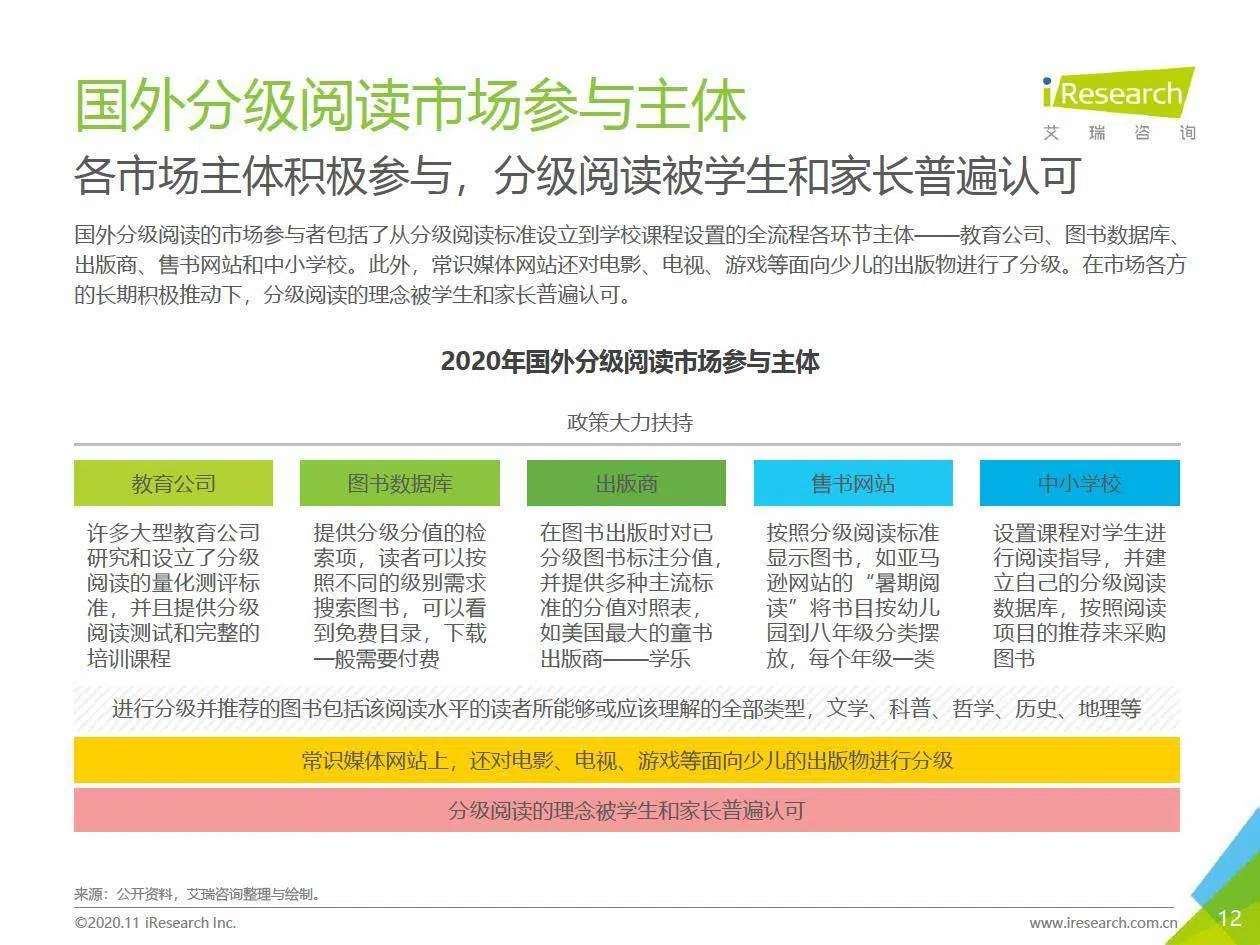 国外分级阅读市场参与主体
iResearch
艾瑞咨询
各市场主体积极参与，分级阅读被学生和家长普遍认可
国外分级阅读的市场参与者包括了从分级阅读标准设立到学校课程设置的全流程各环节主体——教育公司、图书数据库、
出版商、售书网站和中小学校。此外，常识媒体网站还对电影、电视、游戏等面向少儿的出版物进行了分级。在市场各方
的长期积极推动下，分级阅读的理念被学生和家长普遍认可。
2020年国外分级阅读市场参与主体
政策大力扶持
教育公司
许多大型教育公司
研究和设立了分级
阅读的量化测评标
准，并且提供分级
阅读测试和完整的
培训课程
图书数据库
提供分级分值的检
索项，读者可以按
照不同的级别需求
搜索图书，可以看
到免费目录，下载
一般需要付费
出版商
在图书出版时对已
分级图书标注分值，
并提供多种主流标
准的分值对照表，
如美国最大的童书
出版商——学乐
售书网站
按照分级阅读标准
显示图书，如亚马
逊网站的“暑期阅
读”将书目按幼儿
园到八年级分类摆
放，每个年级一类
中小学校
设置课程对学生进
行阅读指导，并建
立自己的分级阅读
数据库，按照阅读
项目的推荐来采购
图书
进行分级并推荐的图书包括该阅读水平的读者所能够或应该理解的全部类型，文学、科普、哲学、历史、地理等
常识媒体网站上，还对电影、电视、游戏等面向少儿的出版物进行分级
分级阅读的理念被学生和家长普遍认可
来源：公开资料，艾瑞咨询整理与绘制。
©2020.11 iResearch Inc.
www.iresearch.com.cn
12